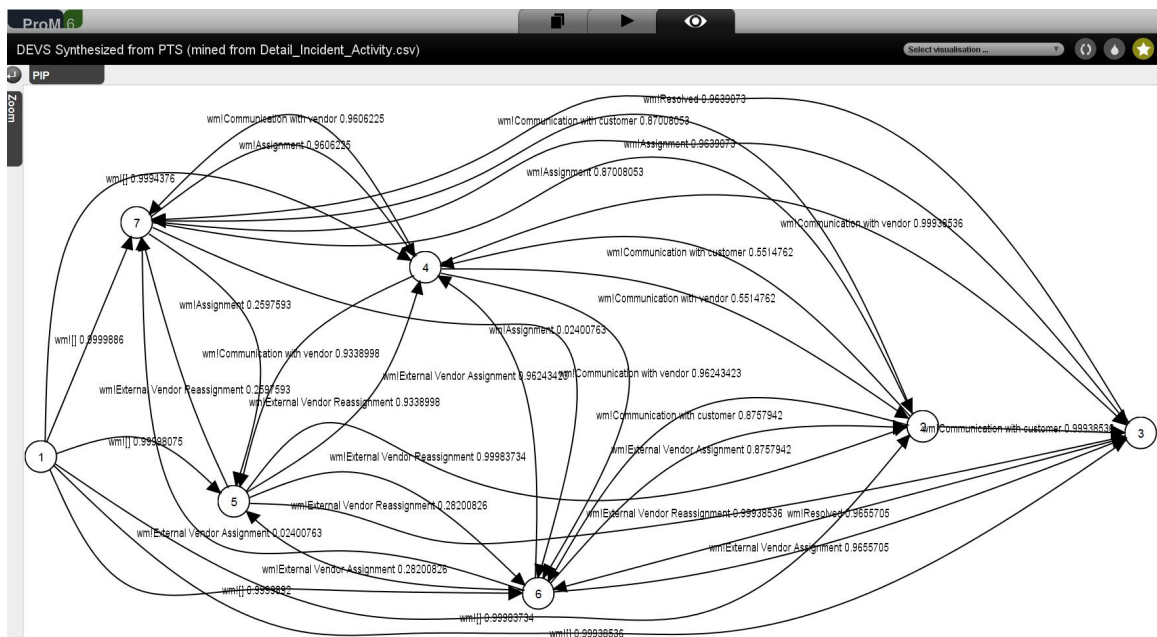 ProM 6
DEVS Synthesized from PTS (mined from Detail_Incident_Activity.csv)
Select visualisation ...
PIP
Zoom
wm!Resolved 0.9639073
wm!Communication with vendor 0.9606225
wm!Communication with customer 0.87008053
wm!Assignment 0.9606225
wm!Assignment 0.9639073
wm!Assignment 0.87008053
wm![] 0.9994376
7
wm!Communication with vendor 0.99938536
4
wm!Communication with customer 0.5514762
wm!Assignment 0.2597593
wm!Communication with vendor 0.5514762
wm!Assignment 0.02400763
wm![] 0.9999886
wm!Communication with vendor 0.9338998
wm!External Vendor Assignment 0.96243423
wm!Communication with vendor 0.96243423
wm!External Vendor Reassignment 0.2597593
wm!External Vendor Reassignment 0.9338998
wm!Communication with customer 0.8757942
2
wm!Communication with customer 0.99938536
3
wm![] 0.99998075
1
wm!External Vendor Reassignment 0.99983734
wm!External Vendor Assignment 0.8757942
5
wm!External Vendor Reassignment 0.28200826
wm!External Vendor Reassignment 0.99938536
wm!Resolved 0.9655705
wm!External Vendor Assignment 0.02400763
wm!External Vendor Assignment 0.9655705
wm!External Vendor Assignment 0.28200826
wm![] 0.9999892
6
wm![] 0.99983734
wm![] 0.99938536